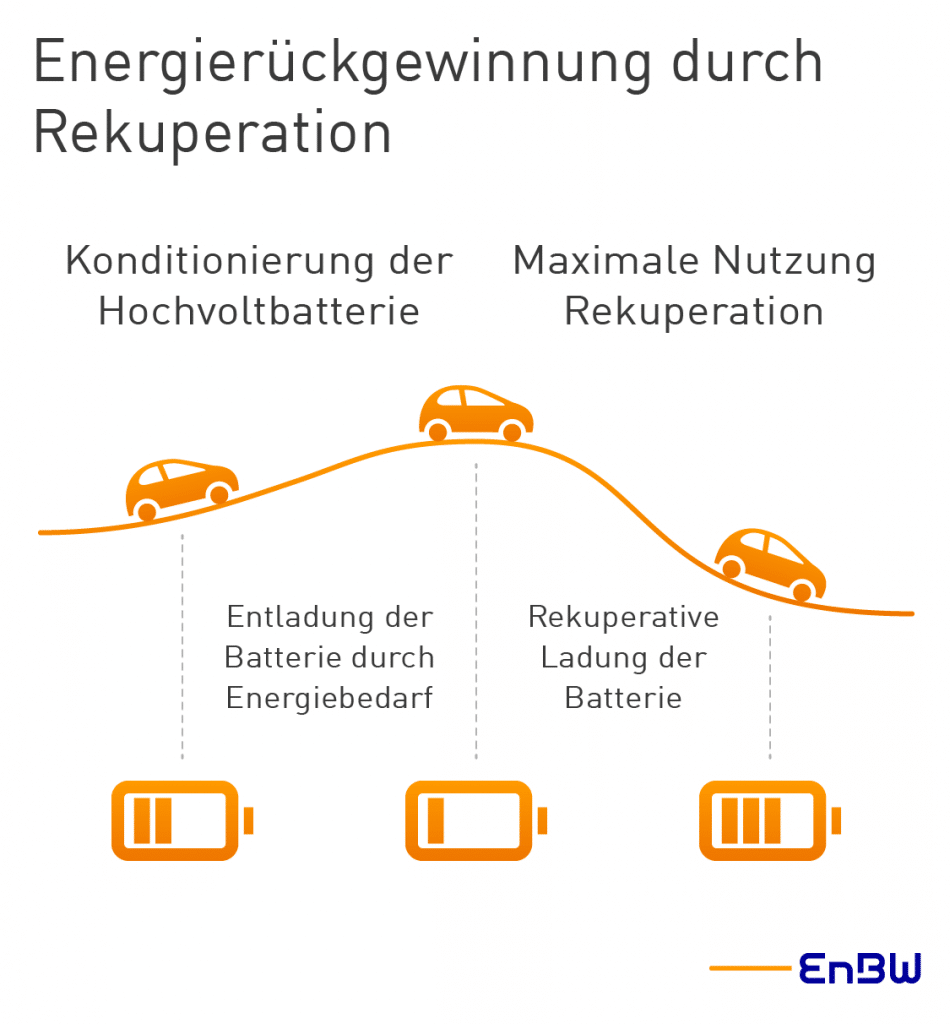 Energierückgewinnung durch
Rekuperation
Konditionierung der
Hochvoltbatterie
Maximale Nutzung
Rekuperation
Entladung der
Batterie durch
Energiebedarf
Rekuperative
Ladung der
Batterie
EnBW